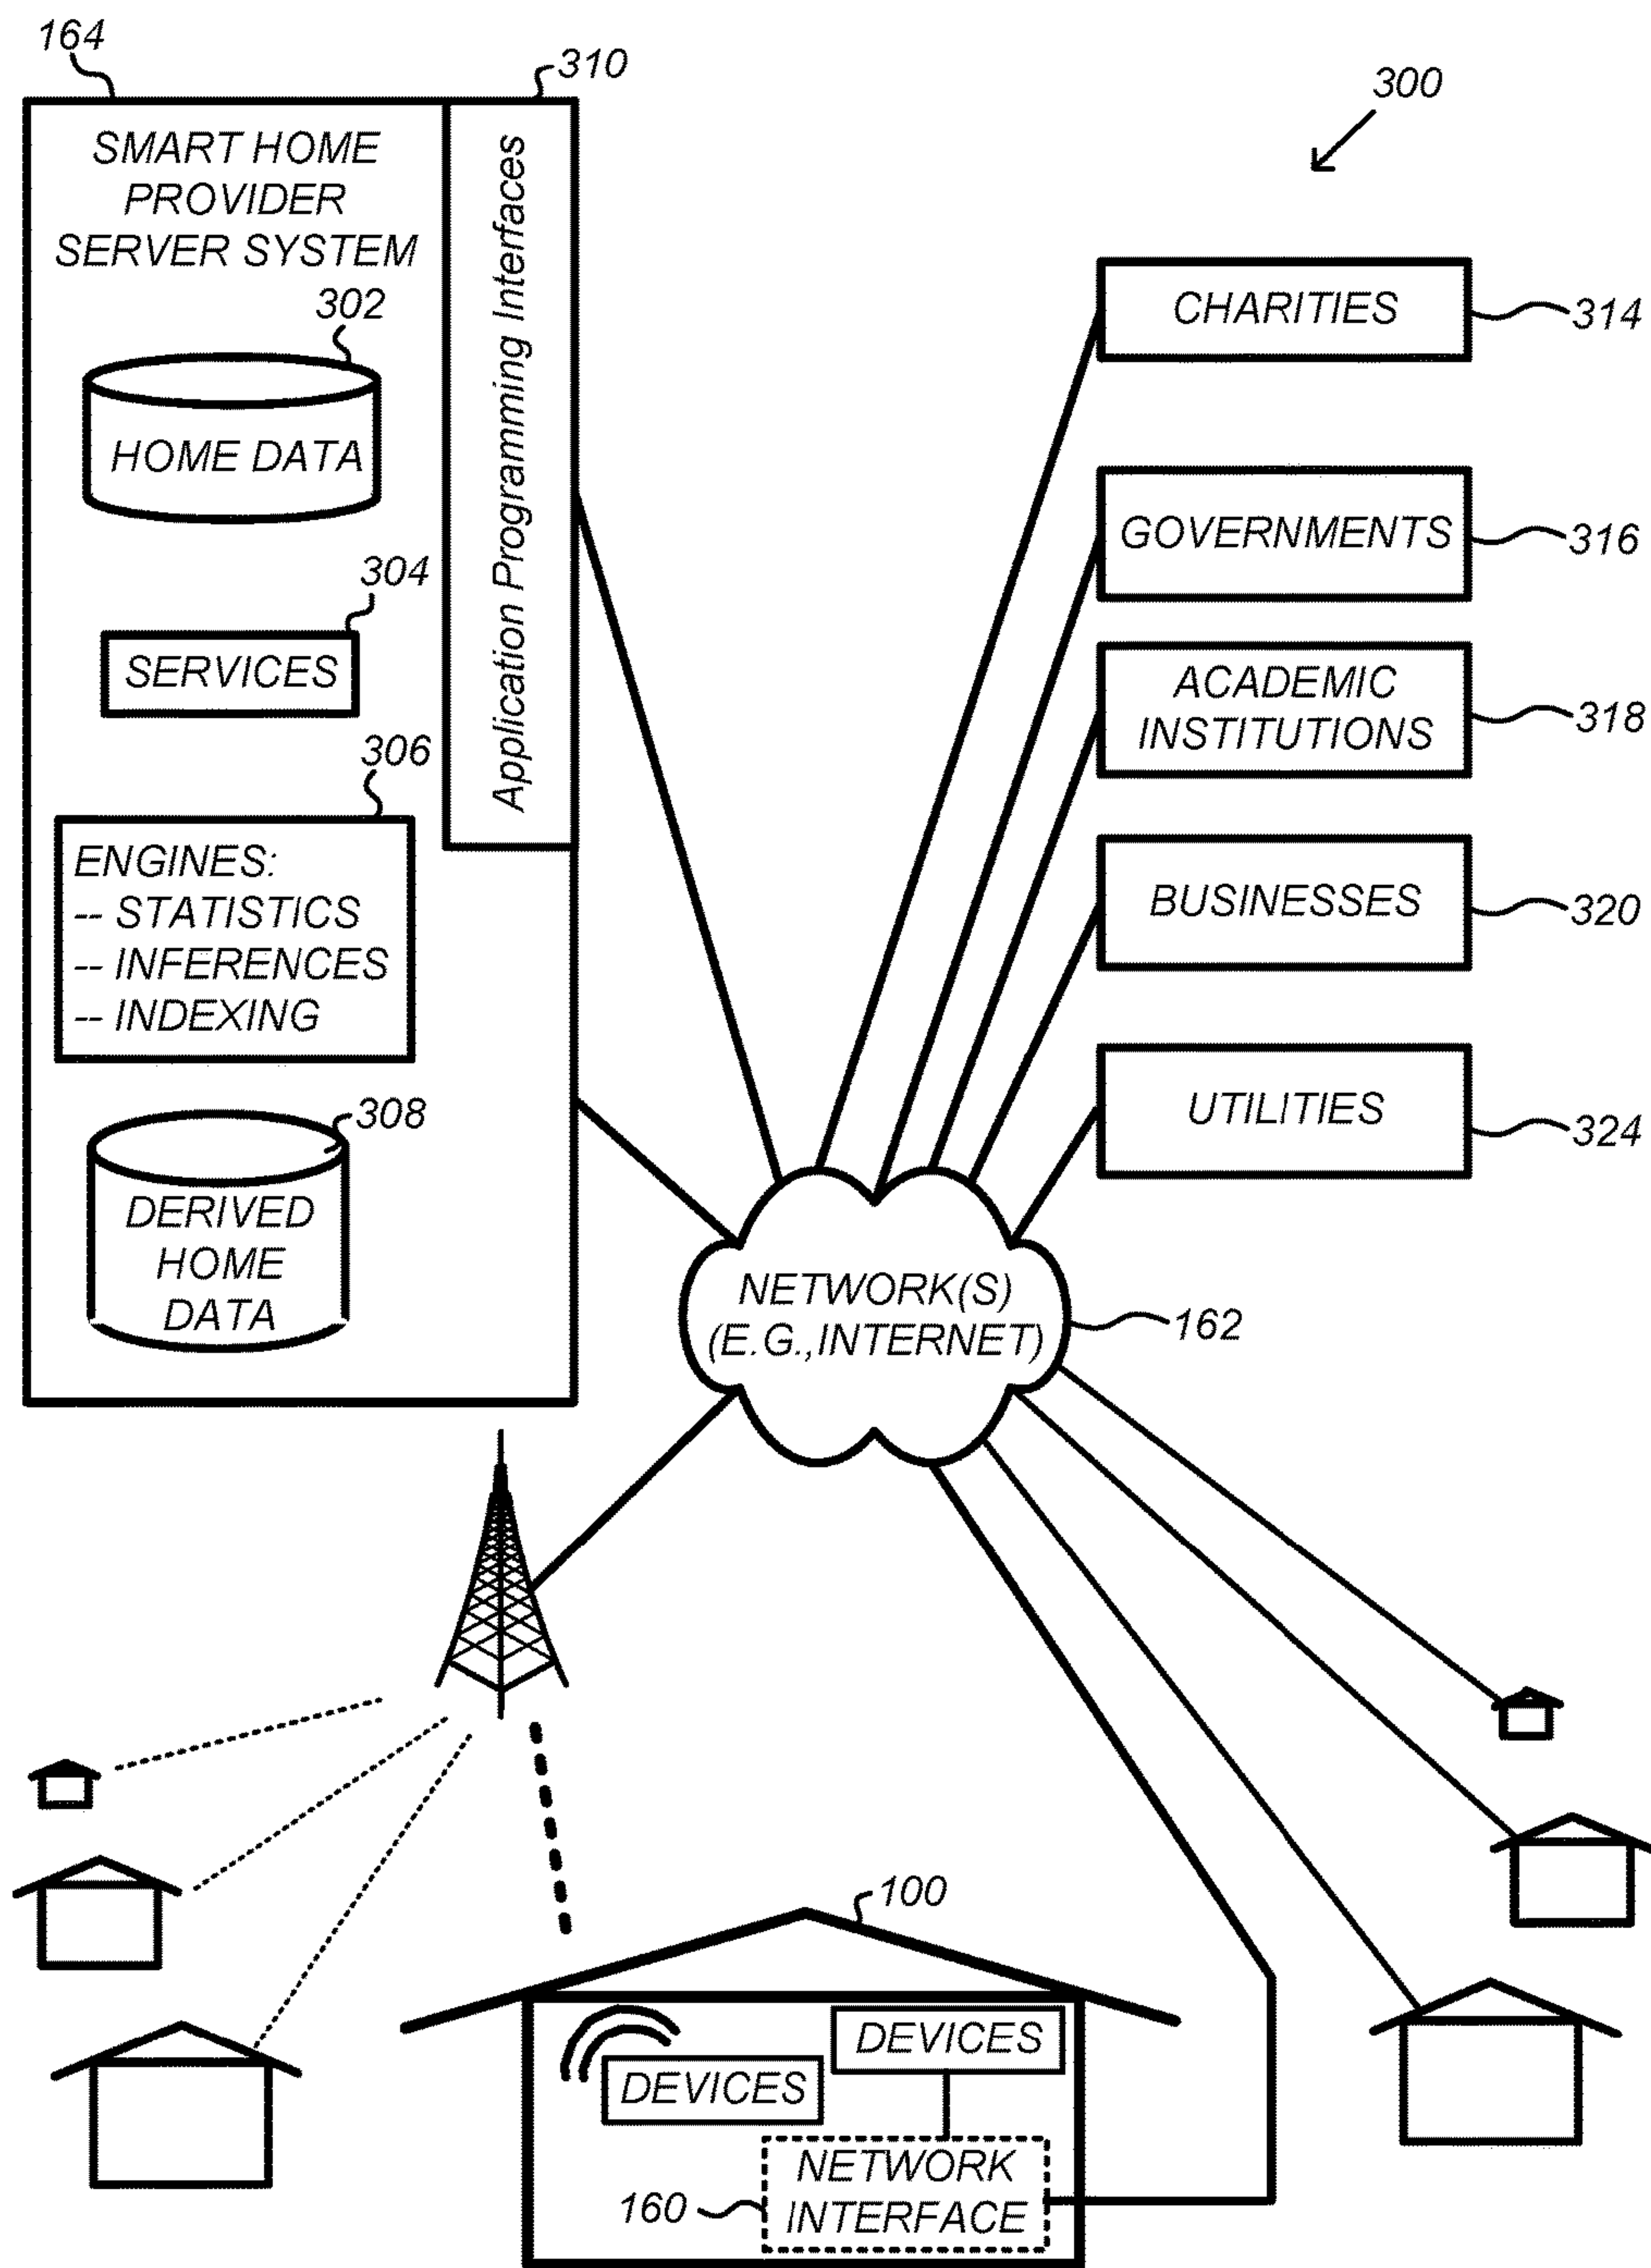 164
310
300
SMART HOME
PROVIDER
SERVER SYSTEM
Application Programming Interfaces
302
HOME DATA
304
SERVICES
306
ENGINES:
-- STATISTICS
-- INFERENCES
-- INDEXING
308
DERIVED
HOME
DATA
CHARITIES
314
GOVERNMENTS
316
ACADEMIC
INSTITUTIONS
318
BUSINESSES
320
UTILITIES
324
NETWORK(S)
(E.G.,INTERNET)
162
100
DEVICES
DEVICES
NETWORK
INTERFACE
160